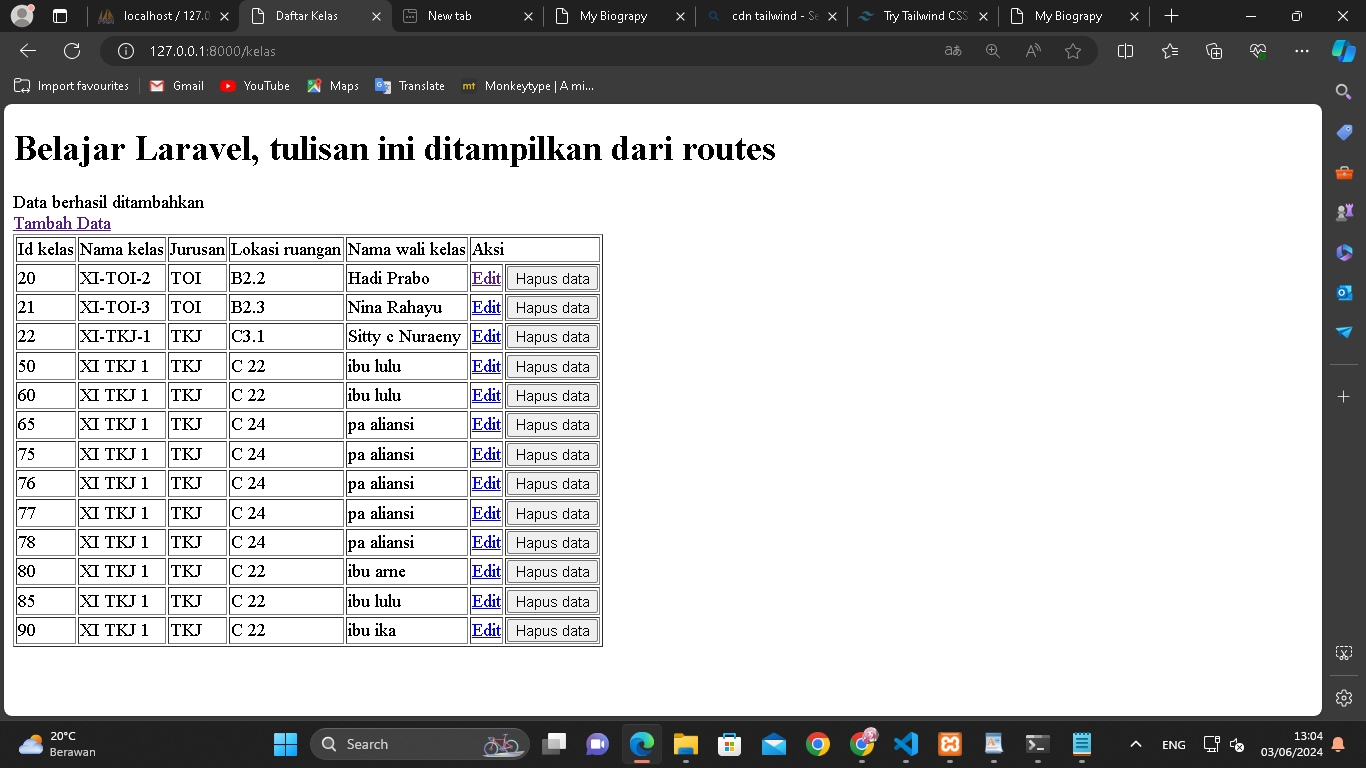 localhost / 127.0
Daftar Kelas
New tab
My Biograpy
cdn tailwind - Se
Try Tailwind CSS
My Biograpy
127.0.0.1:8000/kelas
Import favourites
Gmail
YouTube
Maps
Translate
mt Monkeytype | A mi...
Belajar Laravel, tulisan ini ditampilkan dari routes
Data berhasil ditambahkan
Tambah Data
Id kelas Nama kelas Jurusan Lokasi ruangan Nama wali kelas Aksi
20 XI-TOI-2 TOI B2.2 Hadi Prabo Edit Hapus data
21 XI-TOI-3 TOI B2.3 Nina Rahayu Edit Hapus data
22 XI-TKJ-1 TKJ C3.1 Sitty c Nuraeny Edit Hapus data
50 XI TKJ 1 TKJ C 22 ibu lulu Edit Hapus data
60 XI TKJ 1 TKJ C 22 ibu lulu Edit Hapus data
65 XI TKJ 1 TKJ C 24 pa aliansi Edit Hapus data
75 XI TKJ 1 TKJ C 24 pa aliansi Edit Hapus data
76 XI TKJ 1 TKJ C 24 pa aliansi Edit Hapus data
77 XI TKJ 1 TKJ C 24 pa aliansi Edit Hapus data
78 XI TKJ 1 TKJ C 24 pa aliansi Edit Hapus data
80 XI TKJ 1 TKJ C 22 ibu arne Edit Hapus data
85 XI TKJ 1 TKJ C 22 ibu lulu Edit Hapus data
90 XI TKJ 1 TKJ C 22 ibu ika Edit Hapus data
20°C
Berawan
Search
ENG
13:04
03/06/2024